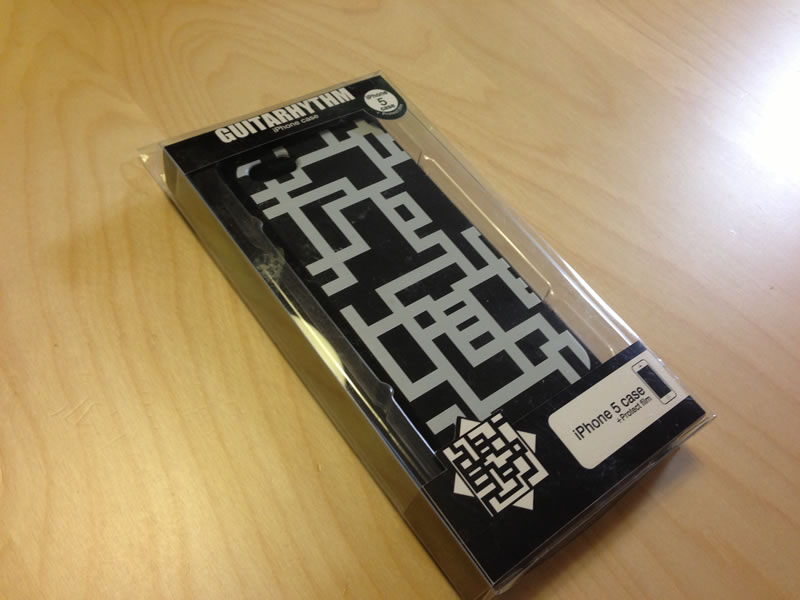 GUITARHYTHM
iPhone case
iPhone
5
case
iPhone 5 case
+Protect film